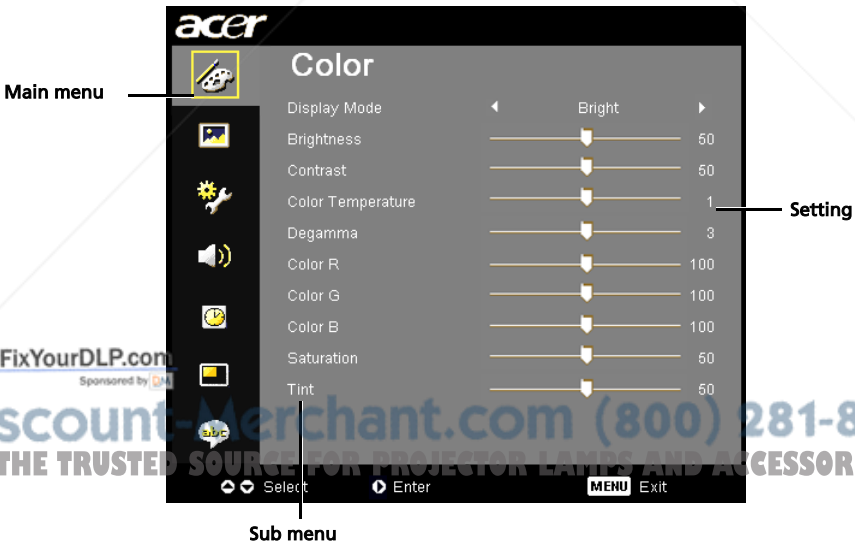 acer
Color
Main menu
Display Mode Bright
Brightness 50
Contrast 50
Color Temperature 1
Setting
Degamma 3
Color R 100
Color G 100
Color B 100
FixYourDLP.com
Saturation 50
Sponsored by DM
Tint 50
scount-Merchant.com (800) 281-8
abc
THE TRUSTED SOURCE FOR PROJECTOR LAMPS AND ACCESSOR
Select Enter MENU Exit
Sub menu